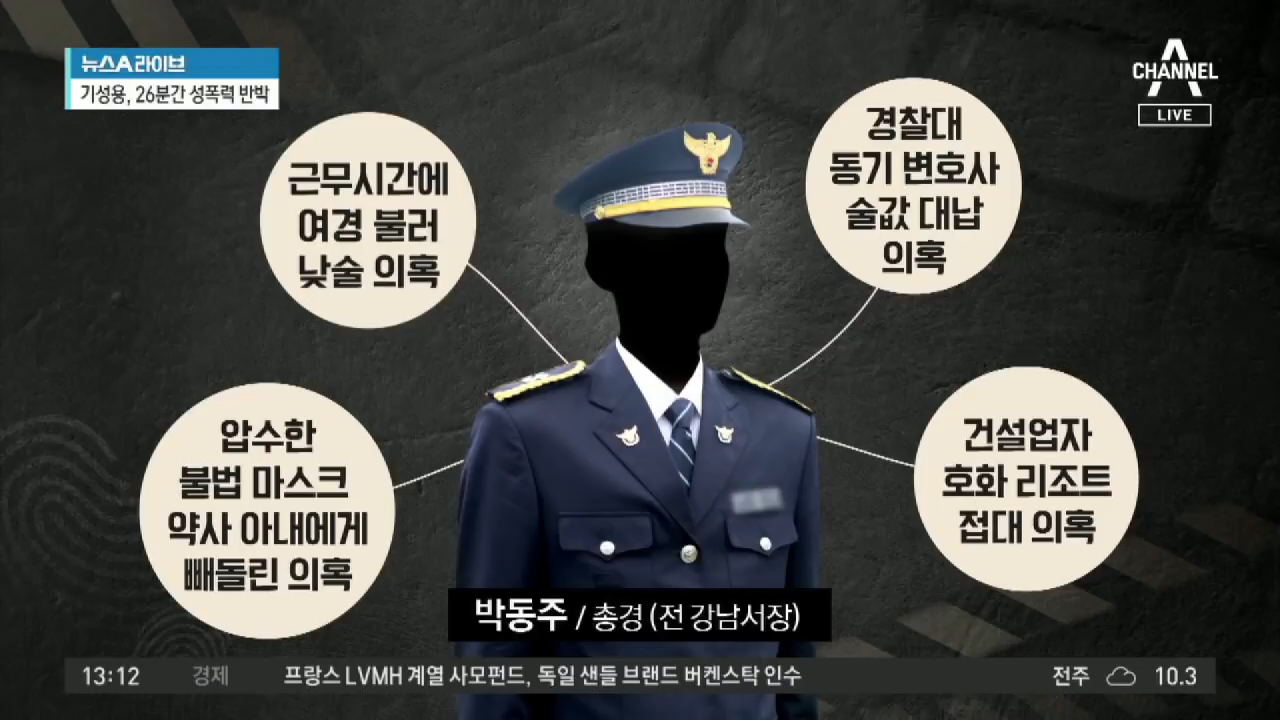 뉴스A 라이브
기성용, 26분간 성폭력 반박
CHANNEL A
LIVE
근무시간에
여경 불러
낮술 의혹
경찰대
동기 변호사
술값 대납
의혹
압수한
불법 마스크
약사 아내에게
빼돌린 의혹
건설업자
호화 리조트
접대 의혹
박동주 / 총경 (전 강남서장)
13:12 경제 프랑스 LVMH 계열 사모펀드, 독일 샌들 브랜드 버켄스탁 인수 전주 10.3